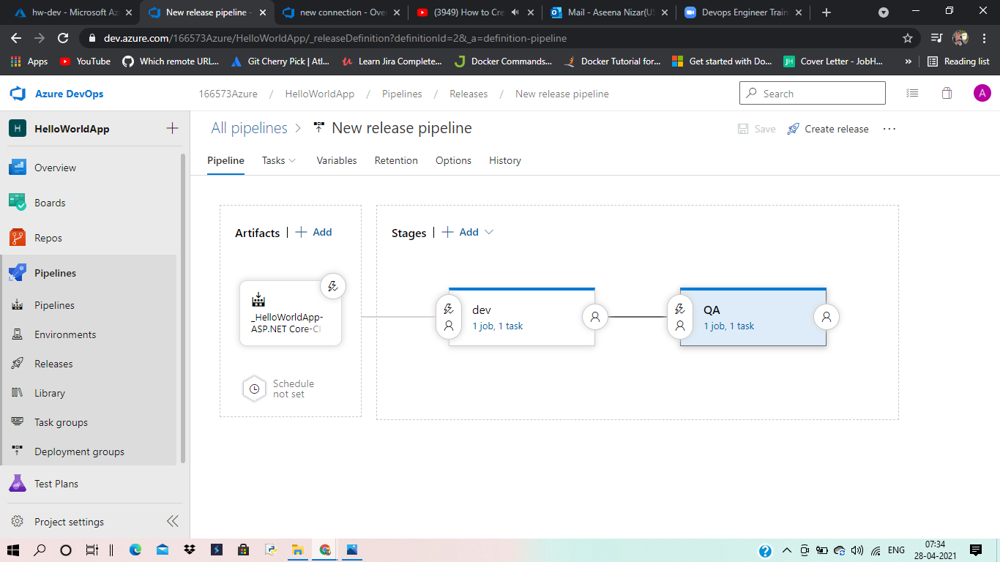 hw-dev - Microsoft Az
New release pipeline -
new connection - Ove
(3949) How to Cre
Mail - Aseena Nizar(U
Devops Engineer Train
dev.azure.com/166573Azure/HelloWorldApp/_releaseDefinition?definitionId=2&_a=definition-pipeline
Apps
YouTube
Which remote URL...
Git Cherry Pick | Atl...
Learn Jira Complete...
Docker Commands...
Docker Tutorial for...
Get started with Do...
JH
Cover Letter - JobH...
»
Reading list
Azure DevOps
166573Azure / HelloWorldApp / Pipelines / Releases / New release pipeline
Search
A
H
HelloWorldApp
All pipelines > New release pipeline
Save
Create release
...
Overview
Boards
Repos
Pipelines
Pipelines
Environments
Releases
Library
Task groups
Deployment groups
Test Plans
Project settings
Pipeline
Tasks
Variables
Retention
Options
History
Artifacts | + Add
_HelloWorldApp-
ASP.NET Core-CI
Schedule
not set
Stages | + Add
dev
1 job, 1 task
QA
1 job, 1 task
ENG
07:34
28-04-2021